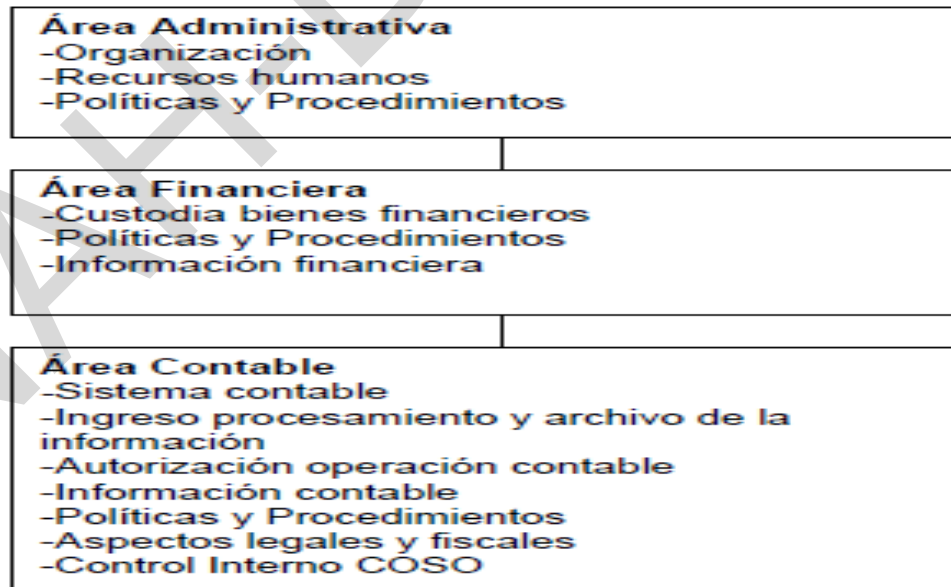 Área Administrativa
-Organización
-Recursos humanos
-Políticas y Procedimientos
Área Financiera
-Custodia bienes financieros
-Políticas y Procedimientos
-Información financiera
Área Contable
-Sistema contable
-Ingreso procesamiento y archivo de la
información
-Autorización operación contable
-Información contable
-Políticas y Procedimientos
-Aspectos legales y fiscales
-Control Interno COSO